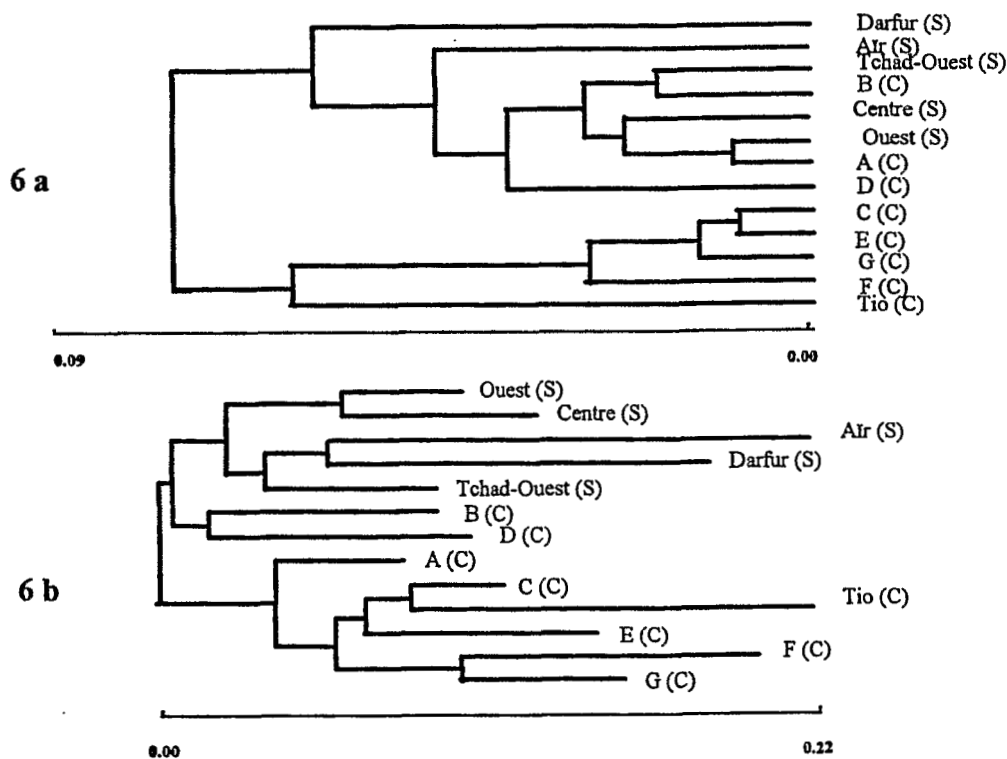 Darfur (S)
Aïr (S)
Tchad-Ouest (S)
B (C)
Centre (S)
Ouest (S)
A (C)
D (C)
6 a
C (C)
E (C)
G (C)
F (C)
Tio (C)
0.09 0.00
Ouest (S)
Centre (S)
Aïr (S)
Darfur (S)
Tchad-Ouest (S)
B (C)
D (C)
A (C)
6 b
C (C)
Tio (C)
E (C)
F (C)
G (C)
0.00 0.22